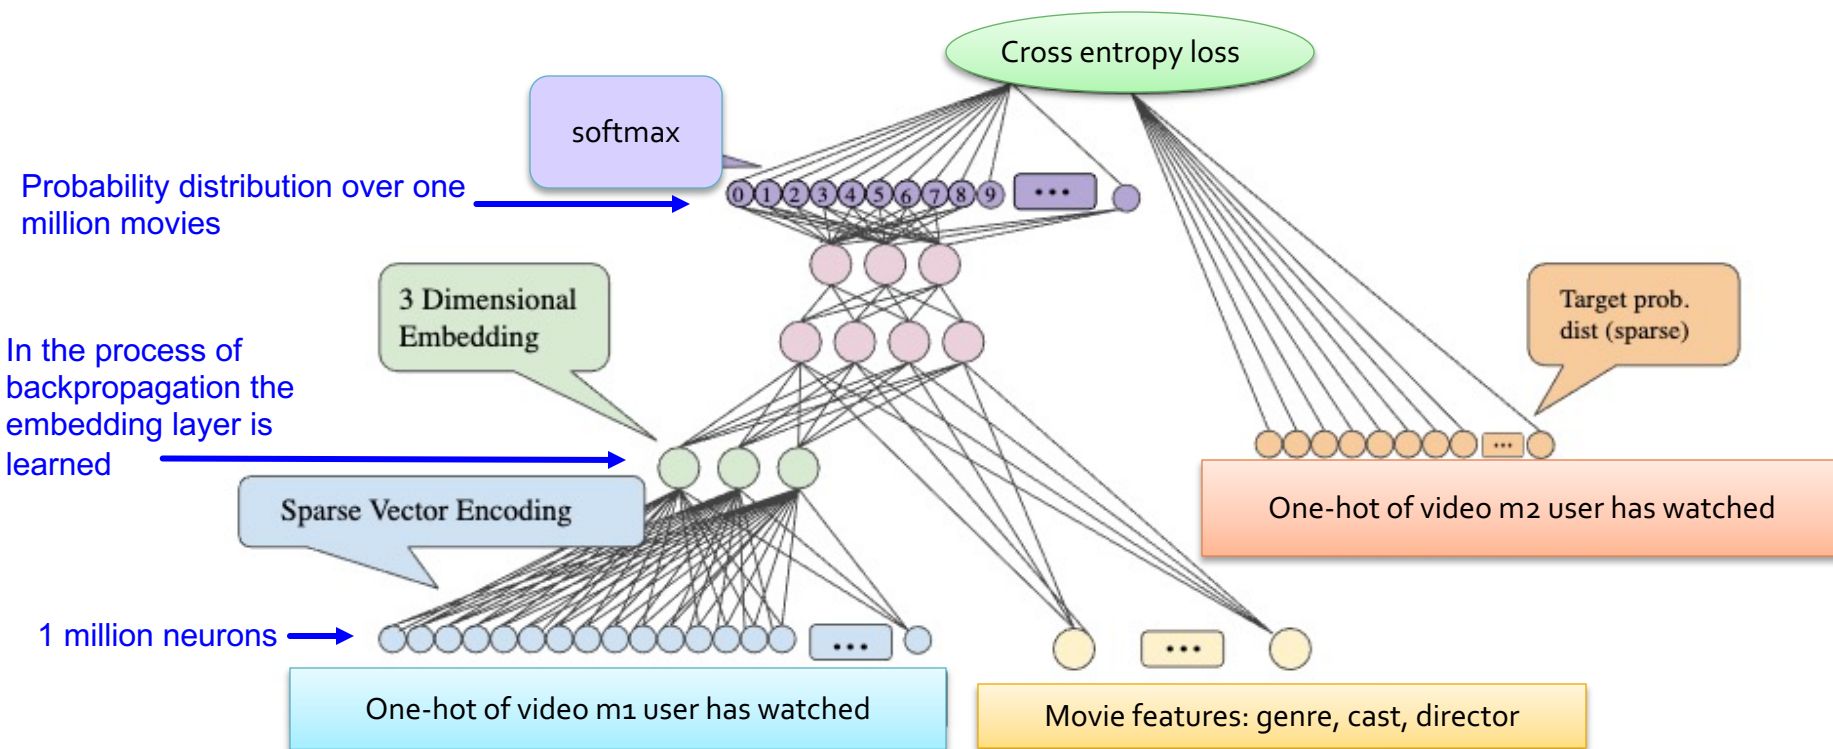 Cross entropy loss
softmax
Probability distribution over one
million movies
0 1 2 3 4 5 6 7 8 9 •••
3 Dimensional
Embedding
Target prob.
dist (sparse)
In the process of
backpropagation the
embedding layer is
learned
•••
Sparse Vector Encoding
One-hot of video m2 user has watched
1 million neurons
•••
•••
One-hot of video m1 user has watched
Movie features: genre, cast, director